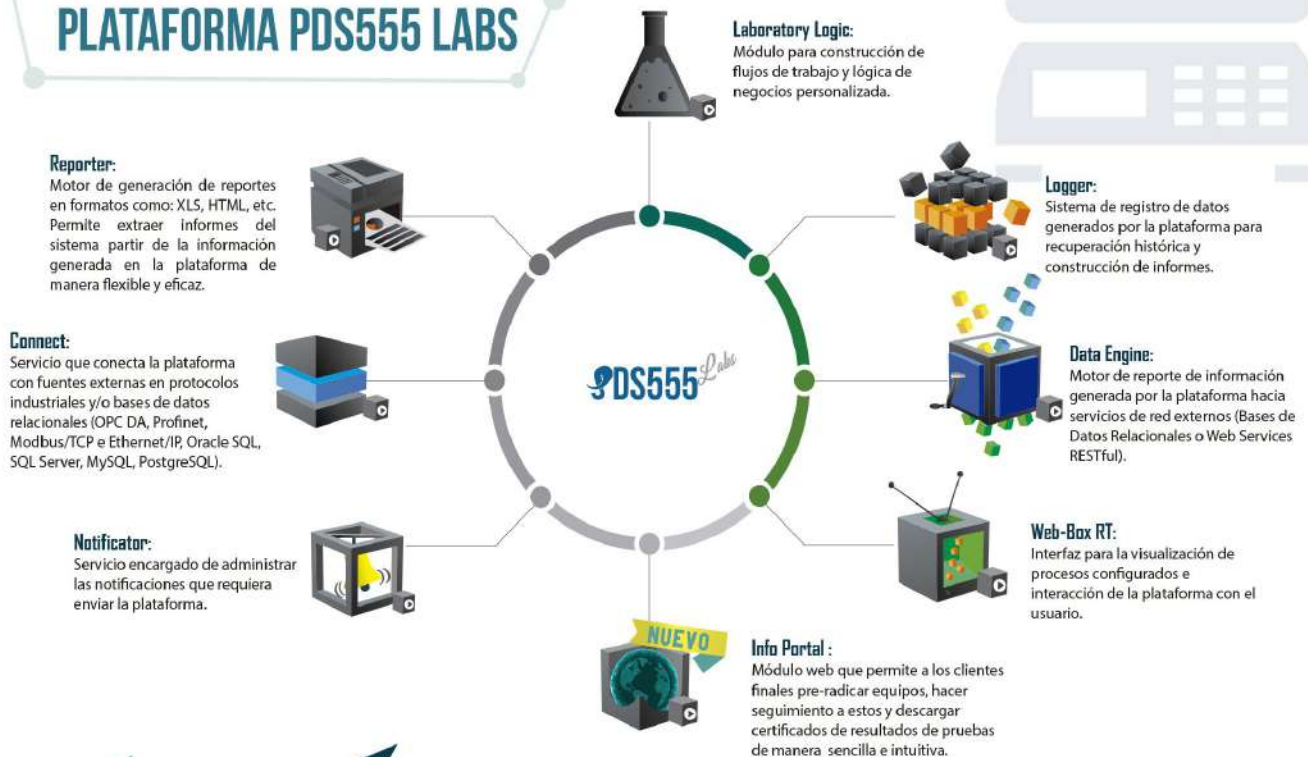 PLATAFORMA PDS555 LABS
Laboratory Logic:
Módulo para construcción de
flujos de trabajo y lógica de
negocios personalizada.
Reporter:
Motor de generación de reportes
en formatos como: XLS, HTML, etc.
Permite extraer informes del
sistema partir de la información
generada en la plataforma de
manera flexible y eficaz.
Logger:
Sistema de registro de datos
generados por la plataforma para
recuperación histórica y
construcción de informes.
Connect:
Servicio que conecta la plataforma
con fuentes externas en protocolos
industriales y/o bases de datos
relacionales (OPC DA, Profinet,
Modbus/TCP e Ethernet/IP, Oracle SQL,
SQL Server, MySQL, PostgreSQL).
PDS555 Labs
Data Engine:
Motor de reporte de información
generada por la plataforma hacia
servicios de red externos (Bases de
Datos Relacionales o Web Services
RESTful).
Notificator:
Servicio encargado de administrar
las notificaciones que requiera
enviar la plataforma.
Web-Box RT:
Interfaz para la visualización de
procesos configurados e
interacción de la plataforma con el
usuario.
NUEVO
Info Portal :
Módulo web que permite a los clientes
finales pre-radicar equipos, hacer
seguimiento a estos y descargar
certificados de resultados de pruebas
de manera sencilla e intuitiva.